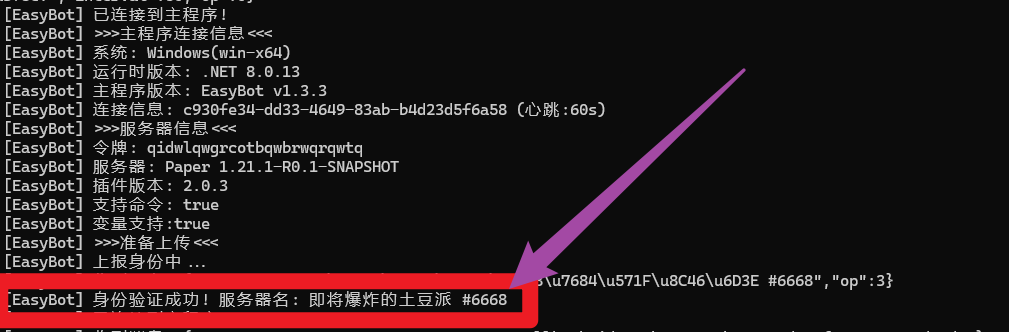 [EasyBot] 已连接到主程序!
[EasyBot] >>>主程序连接信息<<<
[EasyBot] 系统: Windows(win-x64)
[EasyBot] 运行时版本: .NET 8.0.13
[EasyBot] 主程序版本: EasyBot v1.3.3
[EasyBot] 连接信息: c930fe34-dd33-4649-83ab-b4d23d5f6a58 (心跳:60s)
[EasyBot] >>>服务器信息<<<
[EasyBot] 令牌: qidwlqwgrcotbqwbrwqrqwtq
[EasyBot] 服务器: Paper 1.21.1-R0.1-SNAPSHOT
[EasyBot] 插件版本: 2.0.3
[EasyBot] 支持命令: true
[EasyBot] 变量支持:true
[EasyBot] >>>准备上传<<<
[EasyBot] 上报身份中 ...
\u7684\u571F\u8C46\u6D3E #6668","op":3}
[EasyBot] 身份验证成功! 服务器名: 即将爆炸的土豆派 #6668